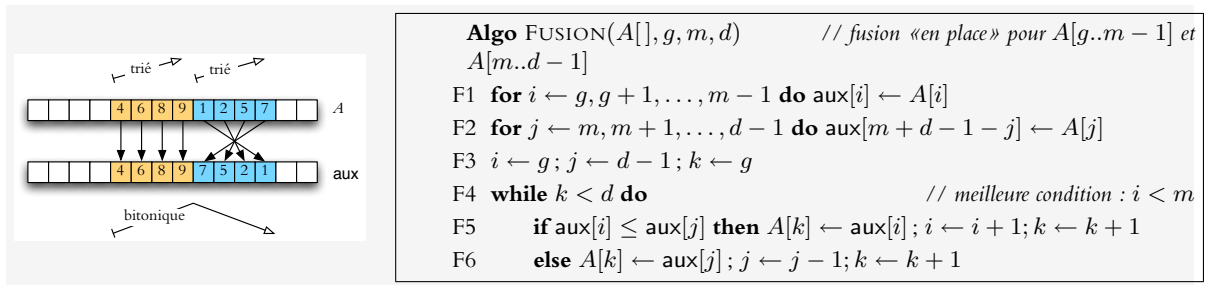 trié trié
4 6 8 9 1 2 5 7 A
4 6 8 9 7 5 2 1 aux
bitonique
Algo FUSION(A[ ], g, m, d) // fusion «en place» pour A[g..m − 1] et
A[m..d − 1]
F1 for i ← g, g + 1, . . . , m − 1 do aux[i] ← A[i]
F2 for j ← m, m + 1, . . . , d − 1 do aux[m + d − 1 − j] ← A[j]
F3 i ← g ; j ← d − 1 ; k ← g
F4 while k < d do // meilleure condition : i < m
F5 if aux[i] ≤ aux[j] then A[k] ← aux[i] ; i ← i + 1; k ← k + 1
F6 else A[k] ← aux[j] ; j ← j − 1; k ← k + 1